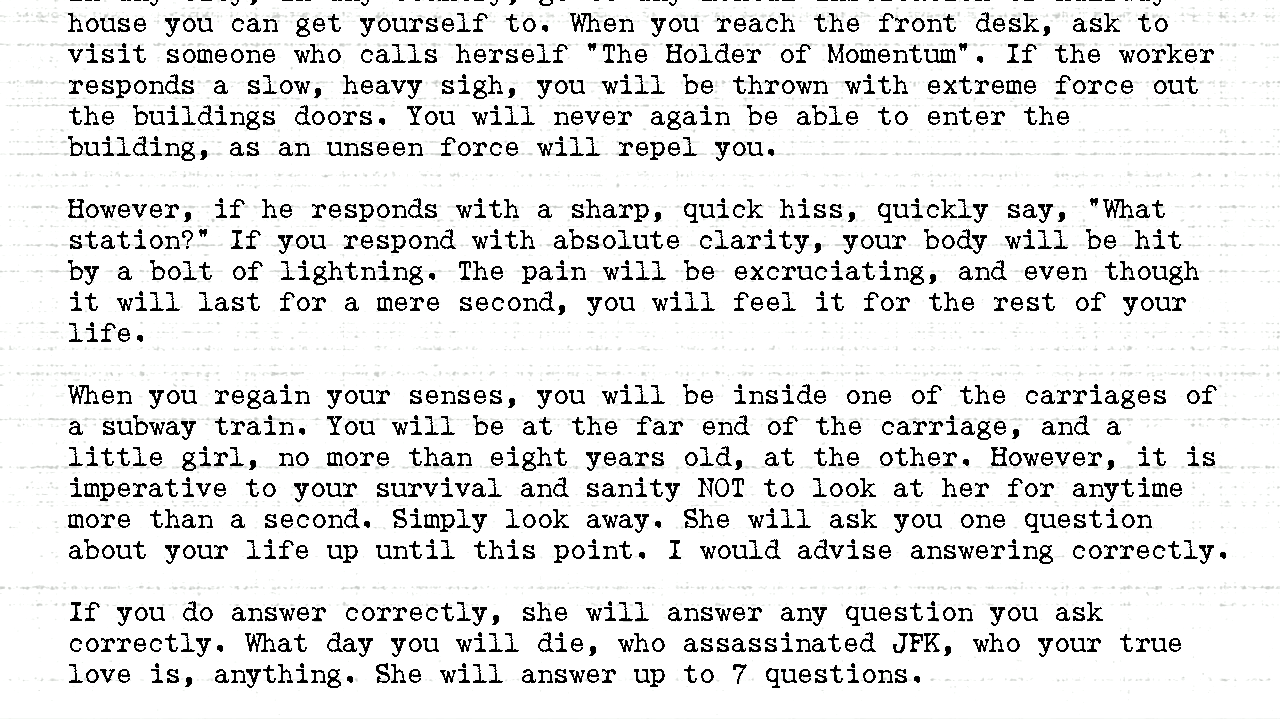 house you can get yourself to. When you reach the front desk, ask to
visit someone who calls herself "The Holder of Momentum". If the worker
responds a slow, heavy sigh, you will be thrown with extreme force out
the buildings doors. You will never again be able to enter the
building, as an unseen force will repel you.
However, if he responds with a sharp, quick hiss, quickly say, "What
station?" If you respond with absolute clarity, your body will be hit
by a bolt of lightning. The pain will be excruciating, and even though
it will last for a mere second, you will feel it for the rest of your
life.
When you regain your senses, you will be inside one of the carriages of
a subway train. You will be at the far end of the carriage, and a
little girl, no more than eight years old, at the other. However, it is
imperative to your survival and sanity NOT to look at her for anytime
more than a second. Simply look away. She will ask you one question
about your life up until this point. I would advise answering correctly.
If you do answer correctly, she will answer any question you ask
correctly. What day you will die, who assassinated JFK, who your true
love is, anything. She will answer up to 7 questions.